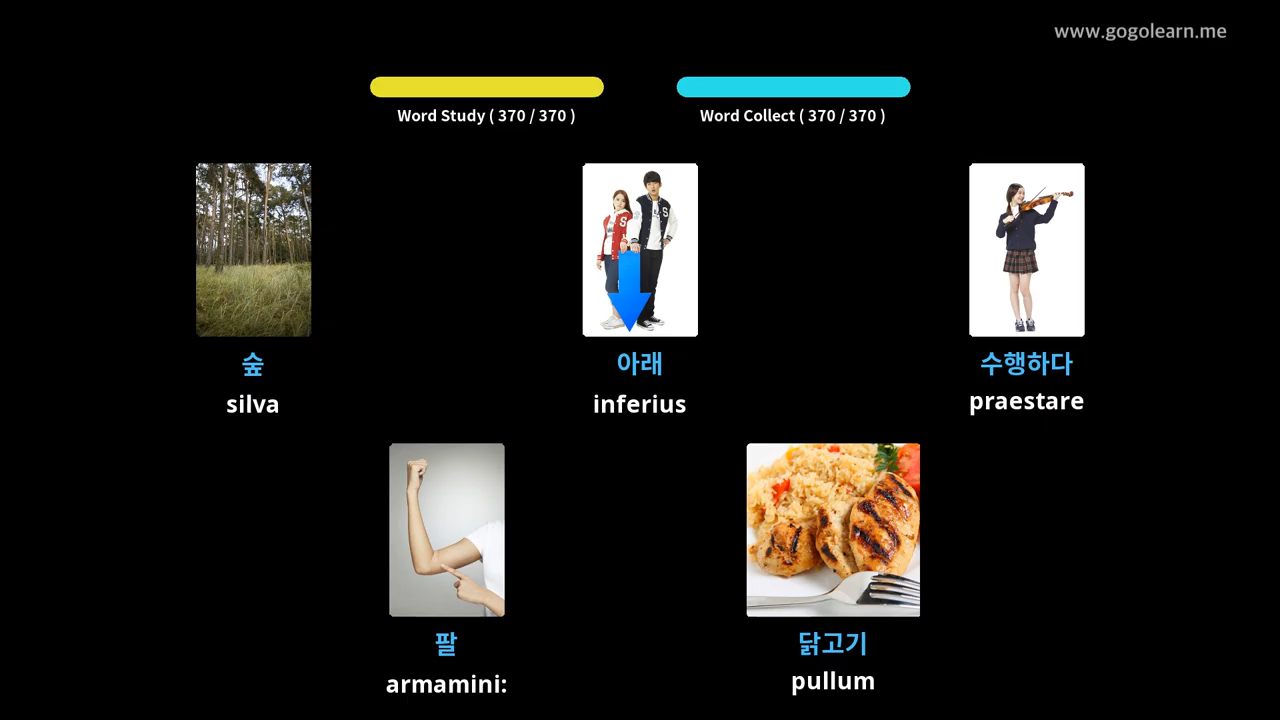 www.gogolearn.me
Word Study ( 370 / 370 )
Word Collect ( 370 / 370 )
숲
silva
아래
inferius
수행하다
praestare
팔
armamini:
닭고기
pullum